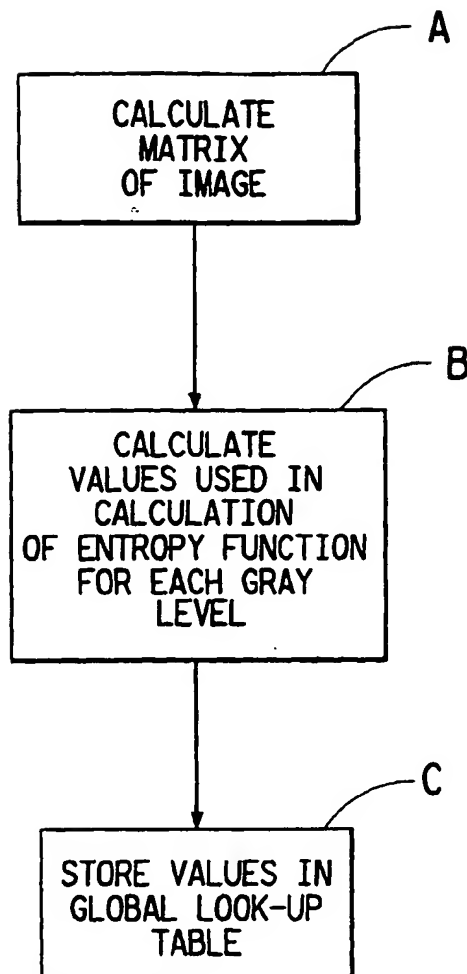 A
CALCULATE
MATRIX
OF IMAGE
B
CALCULATE
VALUES USED IN
CALCULATION
OF ENTROPY FUNCTION
FOR EACH GRAY
LEVEL
C
STORE VALUES IN
GLOBAL LOOK-UP
TABLE